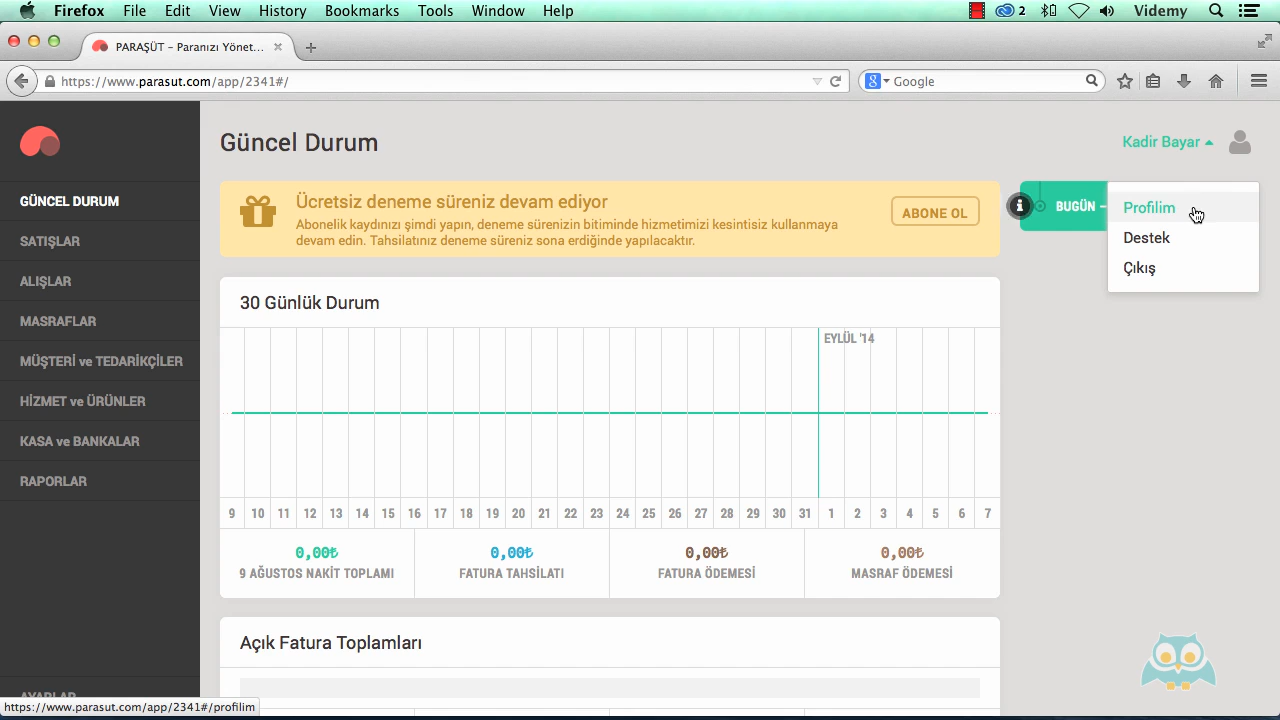 Firefox File Edit View History Bookmarks Tools Window Help 2 Videmy
PARAŞÜT - Paranızı Yönet...
https://www.parasut.com/app/2341#/
Google
Güncel Durum
Kadir Bayar
GÜNCEL DURUM
SATIŞLAR
ALIŞLAR
MASRAFLAR
MÜŞTERİ ve TEDARİKÇİLER
HİZMET ve ÜRÜNLER
KASA ve BANKALAR
RAPORLAR
AYARLAR
Ücretsiz deneme süreniz devam ediyor
Abonelik kaydınızı şimdi yapın, deneme sürenizin bitiminde hizmetimizi kesintisiz kullanmaya
devam edin. Tahsilatınız deneme süreniz sona erdiğinde yapılacaktır.
ABONE OL
BUGÜN –
Profilim
Destek
Çıkış
30 Günlük Durum
EYLÜL '14
9 10 11 12 13 14 15 16 17 18 19 20 21 22 23 24 25 26 27 28 29 30 31 1 2 3 4 5 6 7
0,00₺ 0,00₺ 0,00₺ 0,00₺
9 AĞUSTOS NAKİT TOPLAMI FATURA TAHSİLATI FATURA ÖDEMESİ MASRAF ÖDEMESİ
Açık Fatura Toplamları
https://www.parasut.com/app/2341#/profilim